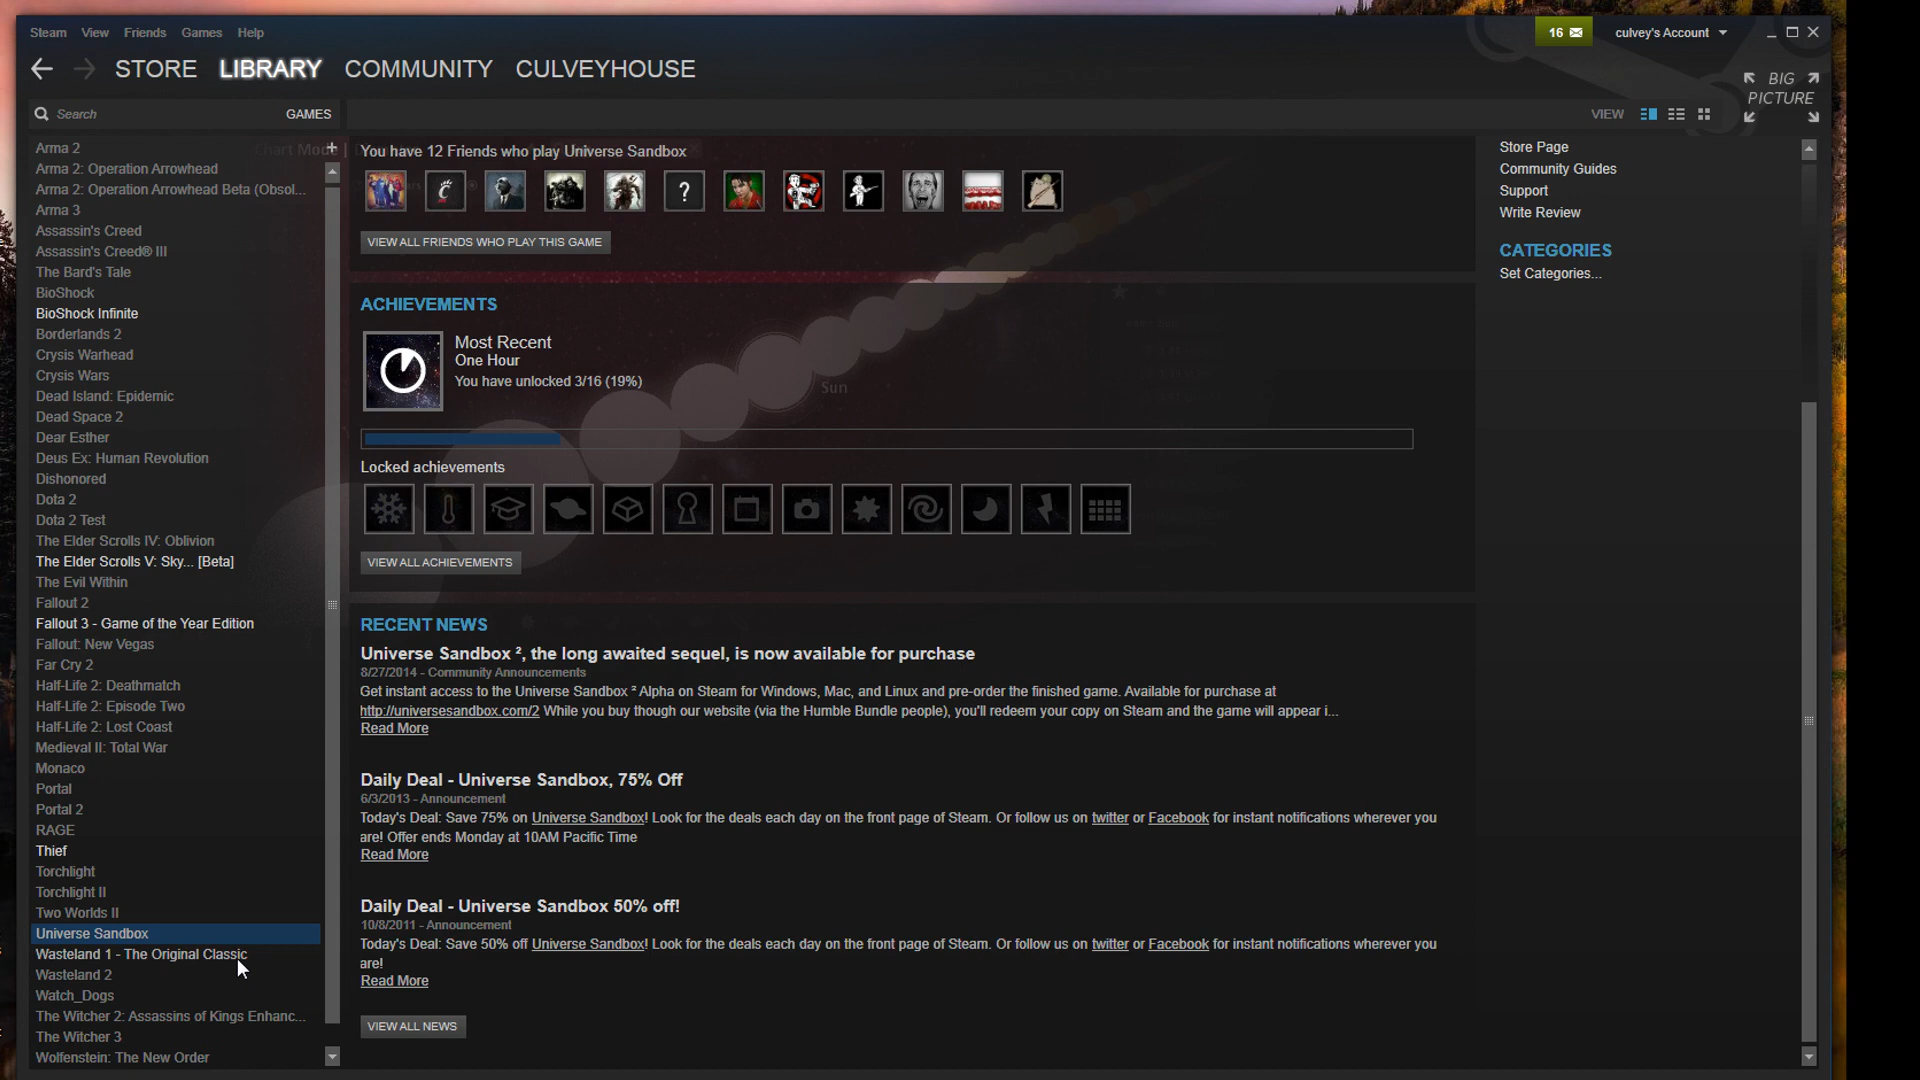 Steam View Friends Games Help
16
culvey's Account
STORE LIBRARY COMMUNITY CULVEYHOUSE
BIG
PICTURE
Search
GAMES
VIEW
Arma 2
Arma 2: Operation Arrowhead
Arma 2: Operation Arrowhead Beta (Obsol...
Arma 3
Assassin's Creed
Assassin's Creed® III
The Bard's Tale
BioShock
BioShock Infinite
Borderlands 2
Crysis Warhead
Crysis Wars
Dead Island: Epidemic
Dead Space 2
Dear Esther
Deus Ex: Human Revolution
Dishonored
Dota 2
Dota 2 Test
The Elder Scrolls IV: Oblivion
The Elder Scrolls V: Sky... [Beta]
The Evil Within
Fallout 2
Fallout 3 - Game of the Year Edition
Fallout: New Vegas
Far Cry 2
Half-Life 2: Deathmatch
Half-Life 2: Episode Two
Half-Life 2: Lost Coast
Medieval II: Total War
Monaco
Portal
Portal 2
RAGE
Thief
Torchlight
Torchlight II
Two Worlds II
Universe Sandbox
Wasteland 1 - The Original Classic
Wasteland 2
Watch_Dogs
The Witcher 2: Assassins of Kings Enhanc...
The Witcher 3
Wolfenstein: The New Order
Chart Mode |
You have 12 Friends who play Universe Sandbox
?
VIEW ALL FRIENDS WHO PLAY THIS GAME
ACHIEVEMENTS
Most Recent
One Hour
You have unlocked 3/16 (19%)
Sun
Locked achievements
VIEW ALL ACHIEVEMENTS
RECENT NEWS
Universe Sandbox ², the long awaited sequel, is now available for purchase
8/27/2014 - Community Announcements
Get instant access to the Universe Sandbox ² Alpha on Steam for Windows, Mac, and Linux and pre-order the finished game. Available for purchase at
http://universesandbox.com/2 While you buy though our website (via the Humble Bundle people), you'll redeem your copy on Steam and the game will appear i...
Read More
Daily Deal - Universe Sandbox, 75% Off
6/3/2013 - Announcement
Today's Deal: Save 75% on Universe Sandbox! Look for the deals each day on the front page of Steam. Or follow us on twitter or Facebook for instant notifications wherever you
are! Offer ends Monday at 10AM Pacific Time
Read More
Daily Deal - Universe Sandbox 50% off!
10/8/2011 - Announcement
Today's Deal: Save 50% off Universe Sandbox! Look for the deals each day on the front page of Steam. Or follow us on twitter or Facebook for instant notifications wherever you
are!
Read More
VIEW ALL NEWS
Store Page
Community Guides
Support
Write Review
CATEGORIES
Set Categories...